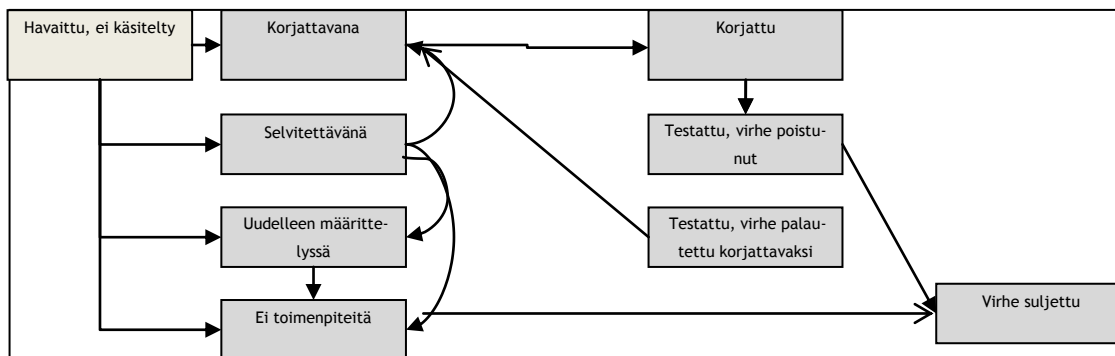 Havaittu, ei käsitelty
Korjattavana
Korjattu
Selvitettävänä
Testattu, virhe poistu-
nut
Uudelleen määritte-
lyssä
Testattu, virhe palau-
tettu korjattavaksi
Ei toimenpiteitä
Virhe suljettu